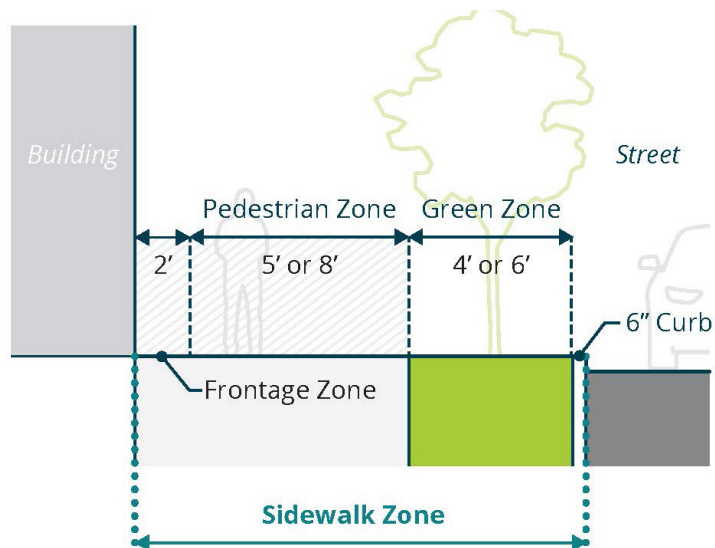 Building
Street
Pedestrian Zone
Green Zone
2’
5’ or 8’
4’ or 6’
6” Curb
Frontage Zone
Sidewalk Zone